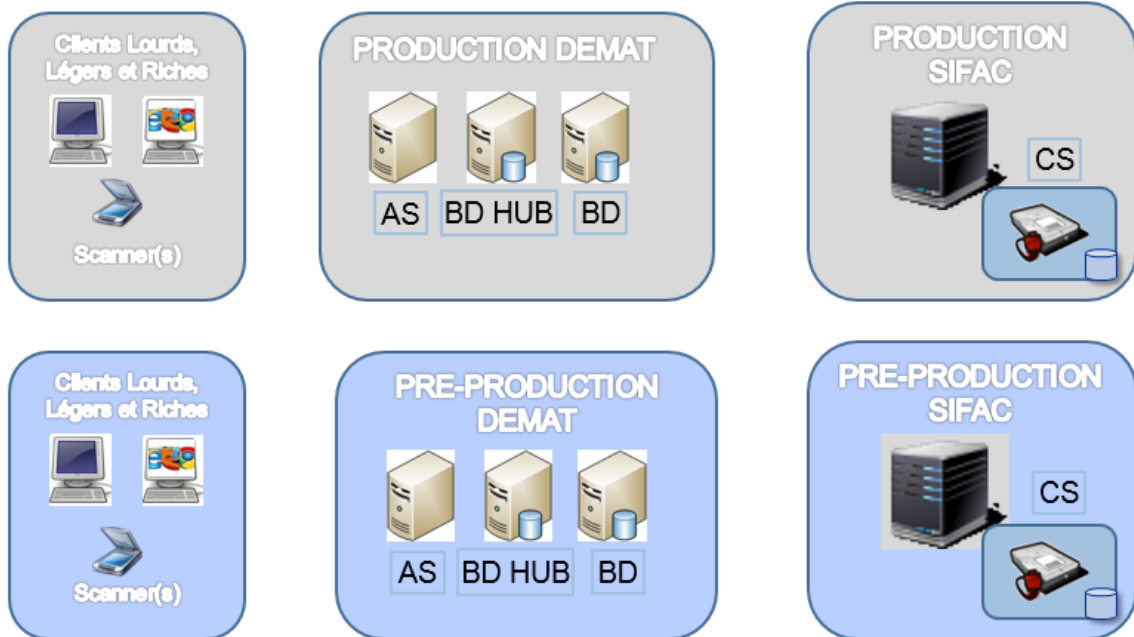 Clients Lourds,
Légers et Riches
Scanner(s)
PRODUCTION DEMAT
AS
BD HUB
BD
PRODUCTION
SIFAC
CS
Clients Lourds,
Légers et Riches
Scanner(s)
PRE-PRODUCTION
DEMAT
AS
BD HUB
BD
PRE-PRODUCTION
SIFAC
CS